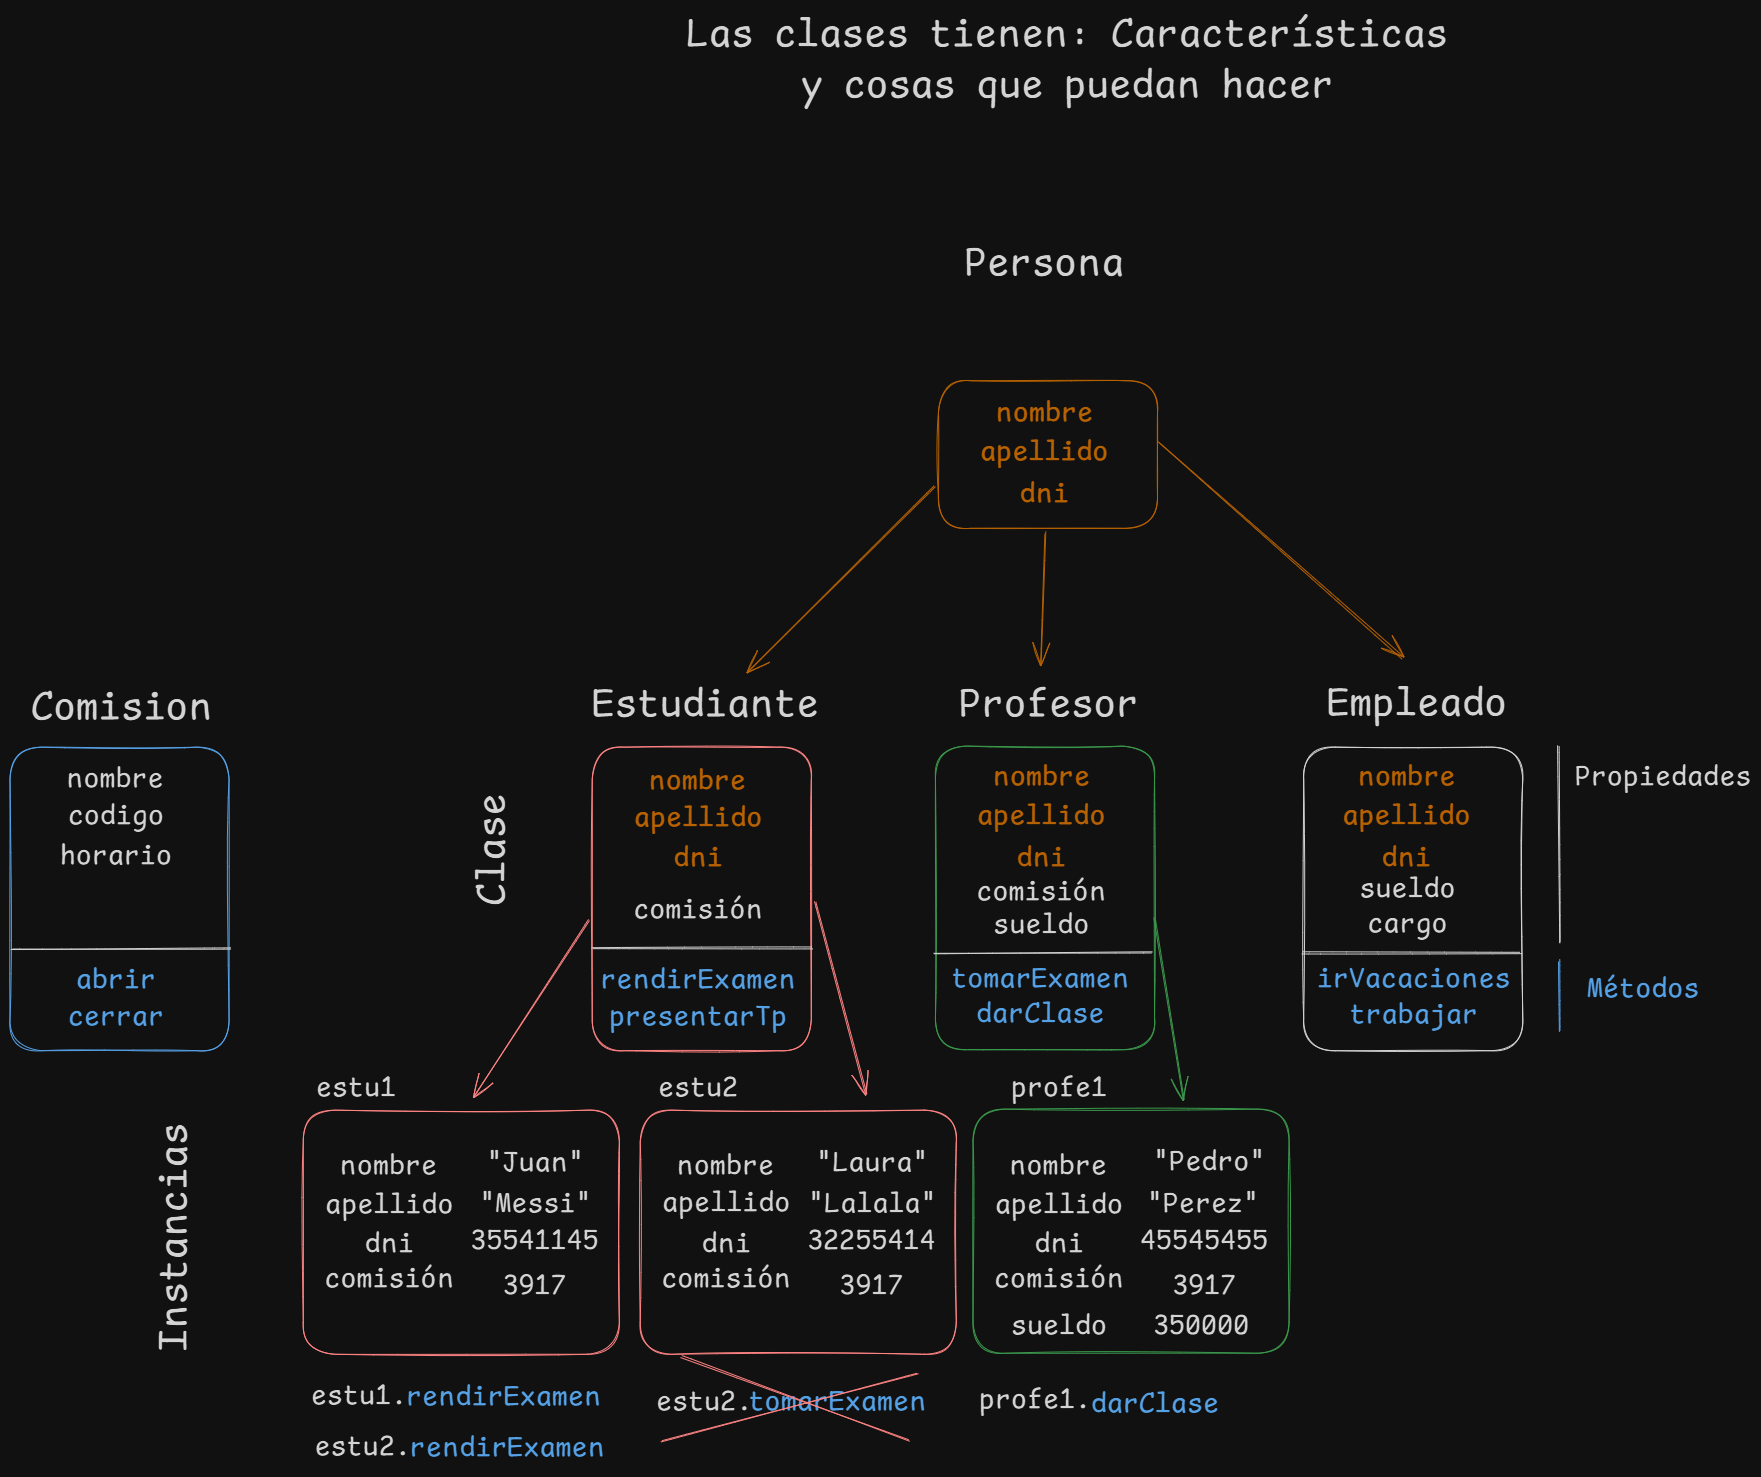 Las clases tienen: Características
y cosas que puedan hacer
Persona
nombre
apellido
dni
Comision
nombre
codigo
horario
abrir
cerrar
Clase
Estudiante
nombre
apellido
dni
comisión
rendirExamen
presentarTp
Profesor
nombre
apellido
dni
comisión
sueldo
tomarExamen
darClase
Empleado
nombre
apellido
dni
sueldo
cargo
irVacaciones
trabajar
Propiedades
Métodos
Instancias
estu1
nombre "Juan"
apellido "Messi"
dni 35541145
comisión 3917
estu2
nombre "Laura"
apellido "Lalala"
dni 32255414
comisión 3917
profe1
nombre "Pedro"
apellido "Perez"
dni 45545455
comisión 3917
sueldo 350000
estu1.rendirExamen
estu2.rendirExamen
estu2.tomarExamen
profe1.darClase